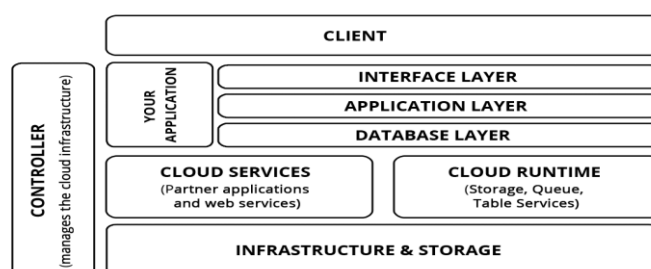 CLIENT
CONTROLLER
(manages the cloud infrastructure)
YOUR
APPLICATION
INTERFACE LAYER
APPLICATION LAYER
DATABASE LAYER
CLOUD SERVICES
(Partner applications
and web services)
CLOUD RUNTIME
(Storage, Queue,
Table Services)
INFRASTRUCTURE & STORAGE